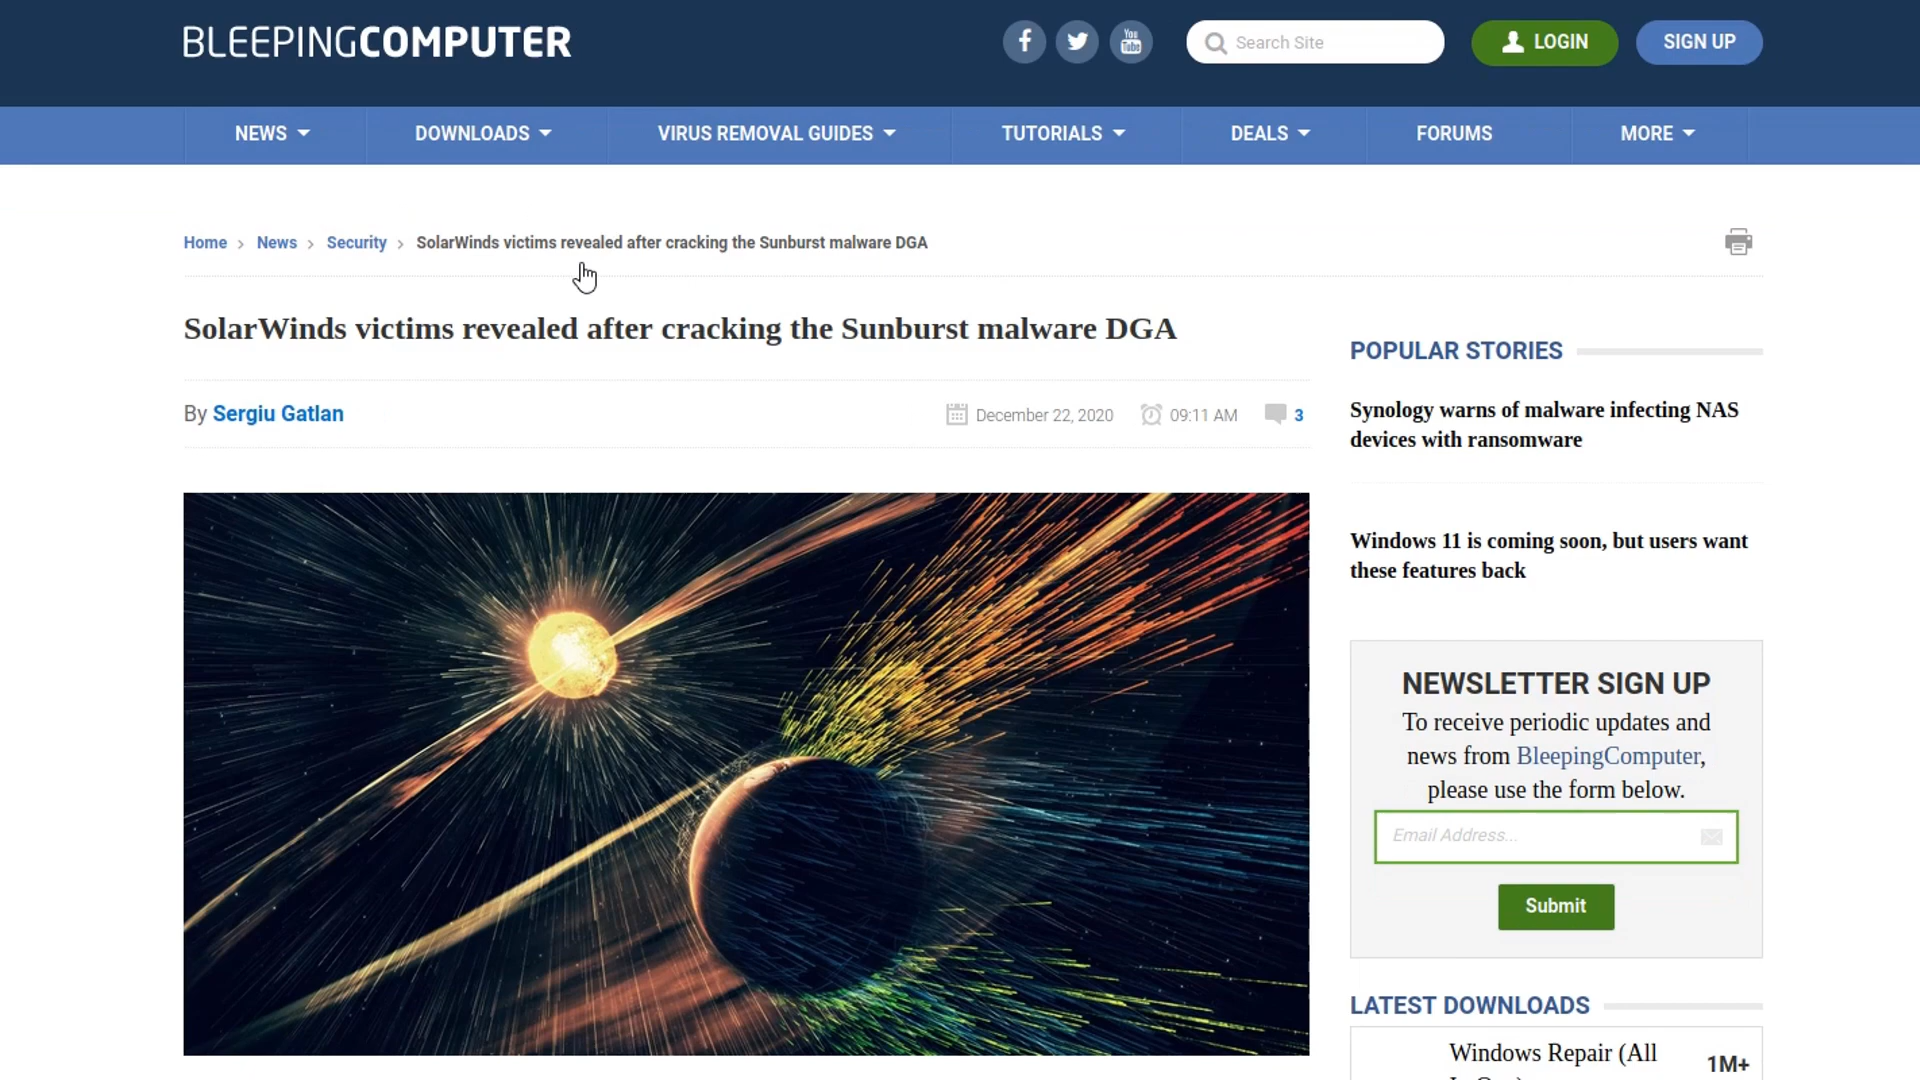 BLEEPINGCOMPUTER
You
Tube
Search Site
LOGIN
SIGN UP
NEWS
DOWNLOADS
VIRUS REMOVAL GUIDES
TUTORIALS
DEALS
FORUMS
MORE
Home > News > Security > SolarWinds victims revealed after cracking the Sunburst malware DGA
SolarWinds victims revealed after cracking the Sunburst malware DGA
By Sergiu Gatlan
December 22, 2020
09:11 AM
3
POPULAR STORIES
Synology warns of malware infecting NAS
devices with ransomware
Windows 11 is coming soon, but users want
these features back
NEWSLETTER SIGN UP
To receive periodic updates and
news from BleepingComputer,
please use the form below.
Email Address...
Submit
LATEST DOWNLOADS
Windows Repair (All
1M+